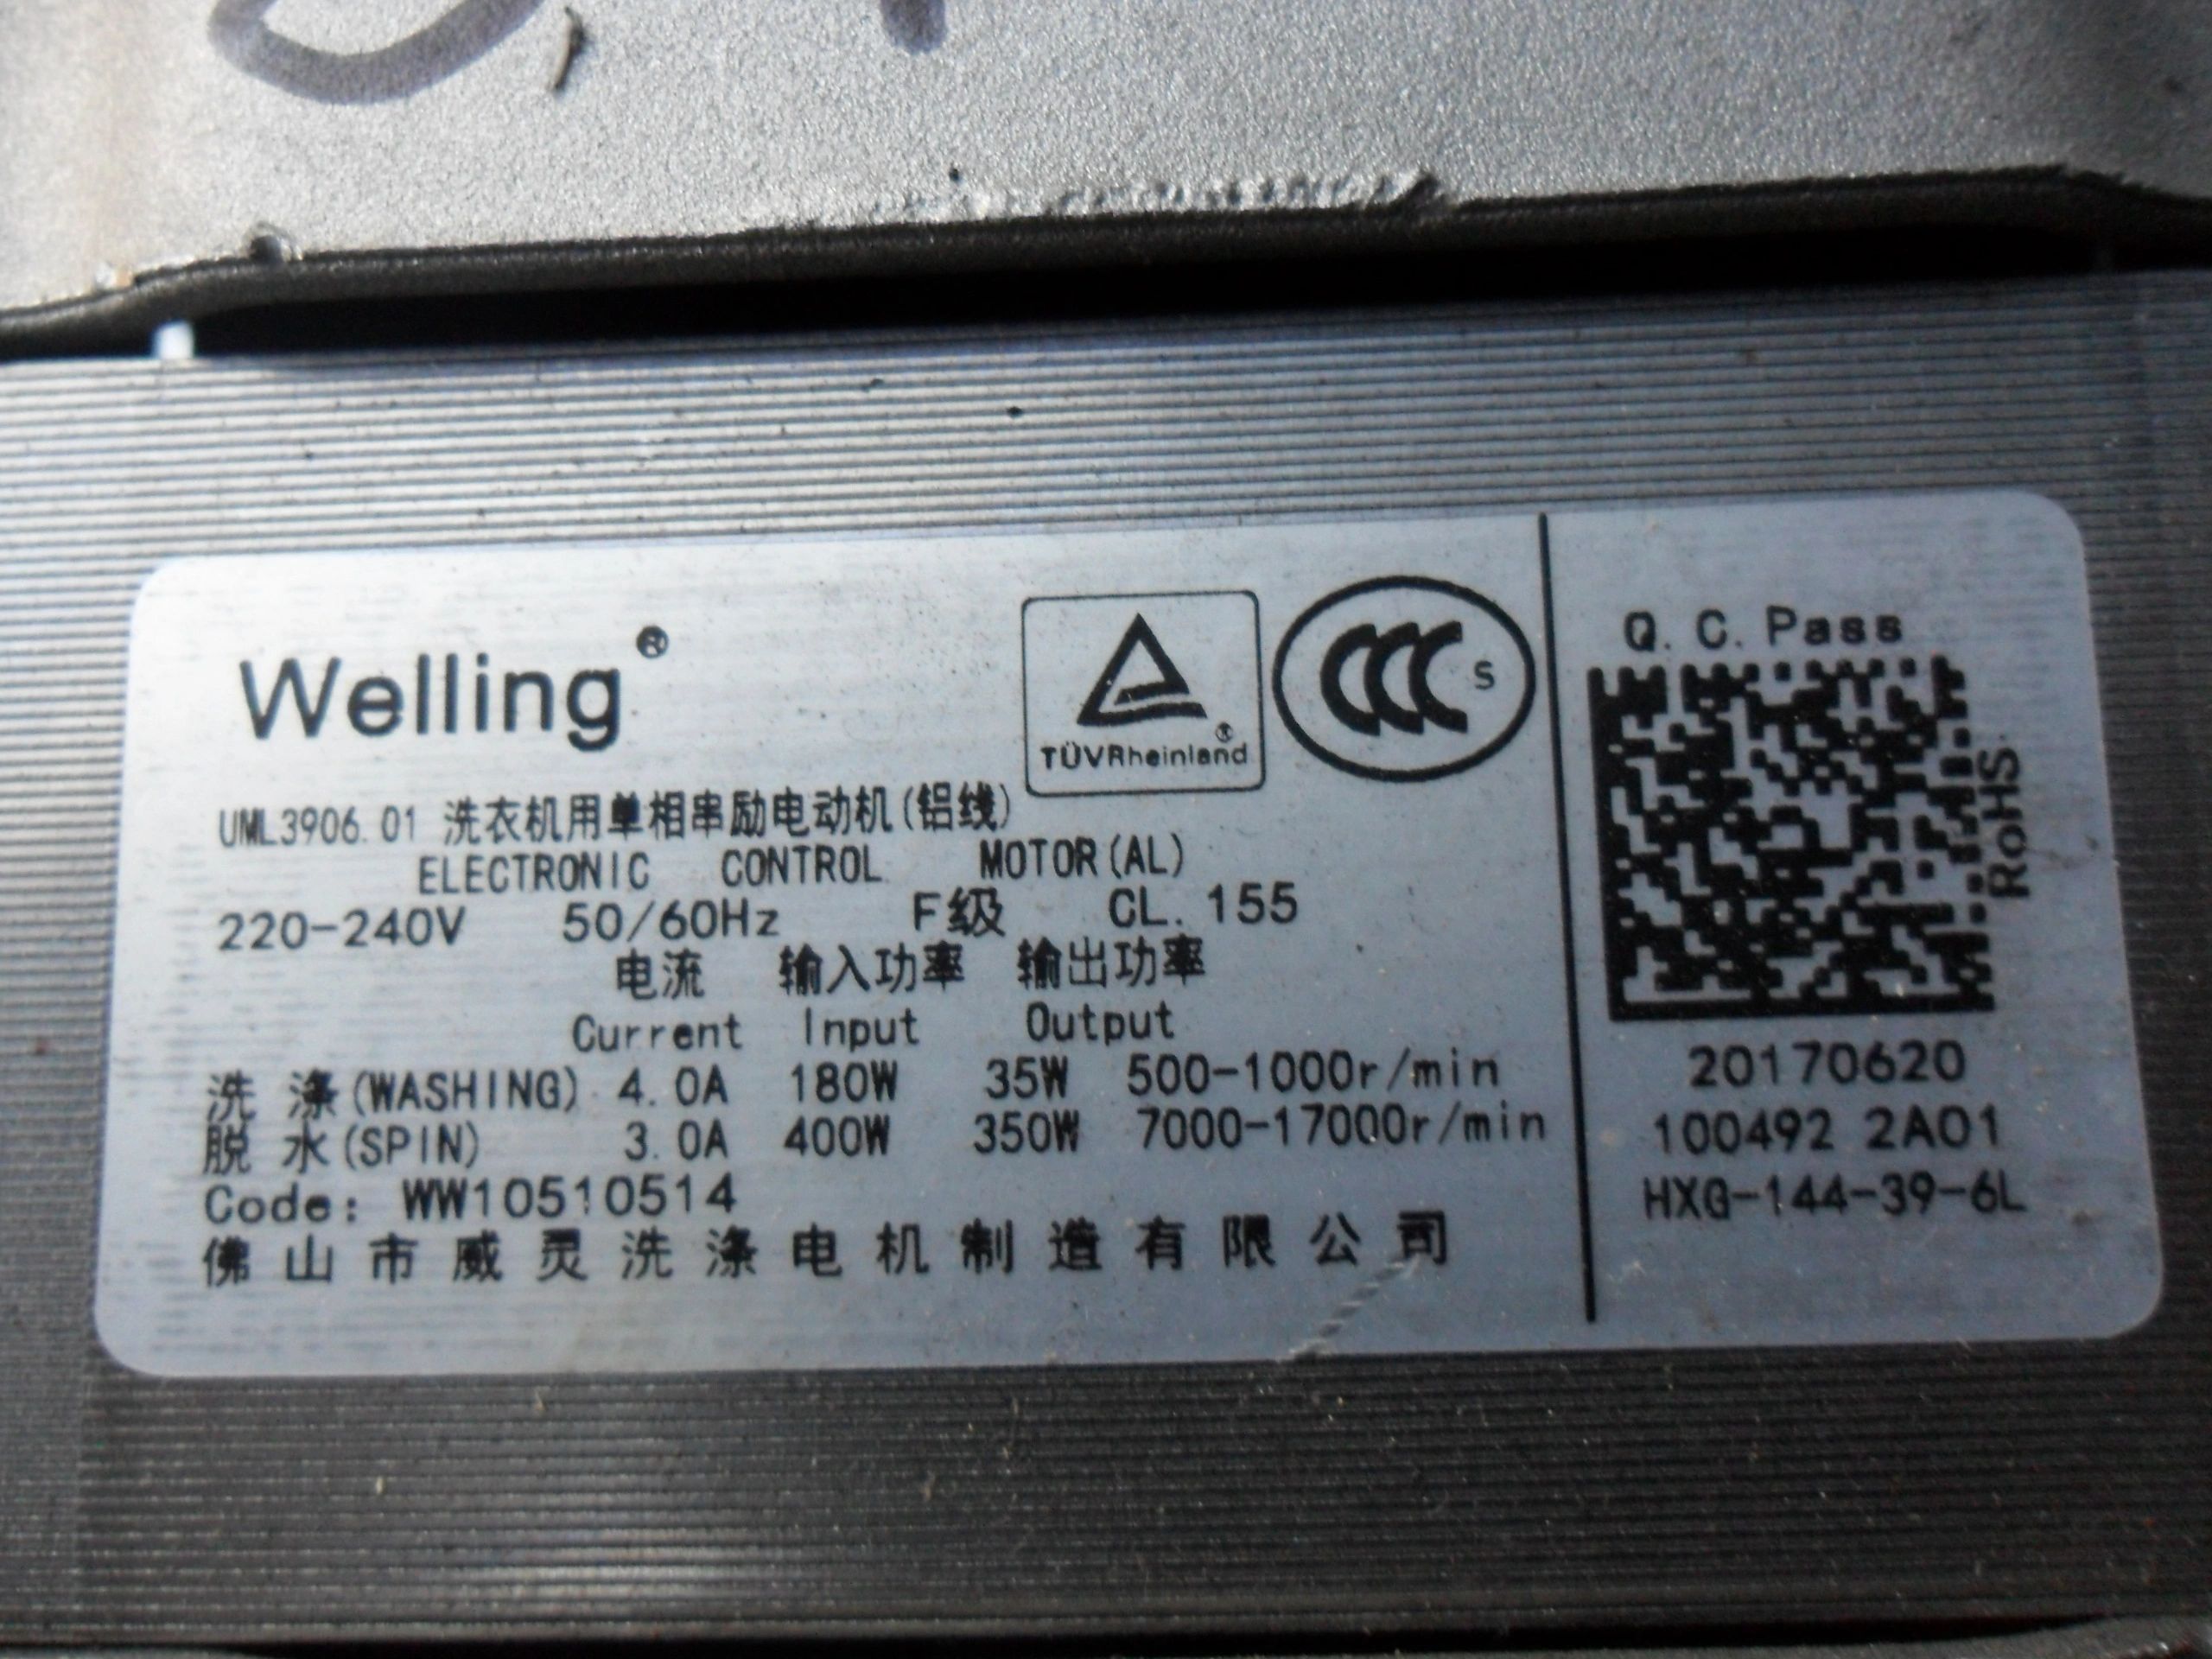 Welling®
TÜVRheinland®
CCC S
UML3906.01 洗衣机用单相串励电动机(铝线)
ELECTRONIC CONTROL MOTOR(AL)
220-240V 50/60Hz F级 CL.155
电流 输入功率 输出功率
Current Input Output
洗 涤(WASHING) 4.0A 180W 35W 500-1000r/min
脱 水(SPIN) 3.0A 400W 350W 7000-17000r/min
Code: WW10510514
佛山市威灵洗涤电机制造有限公司
Q.C.Pass
RoHS
20170620
100492 2A01
HXG-144-39-6L